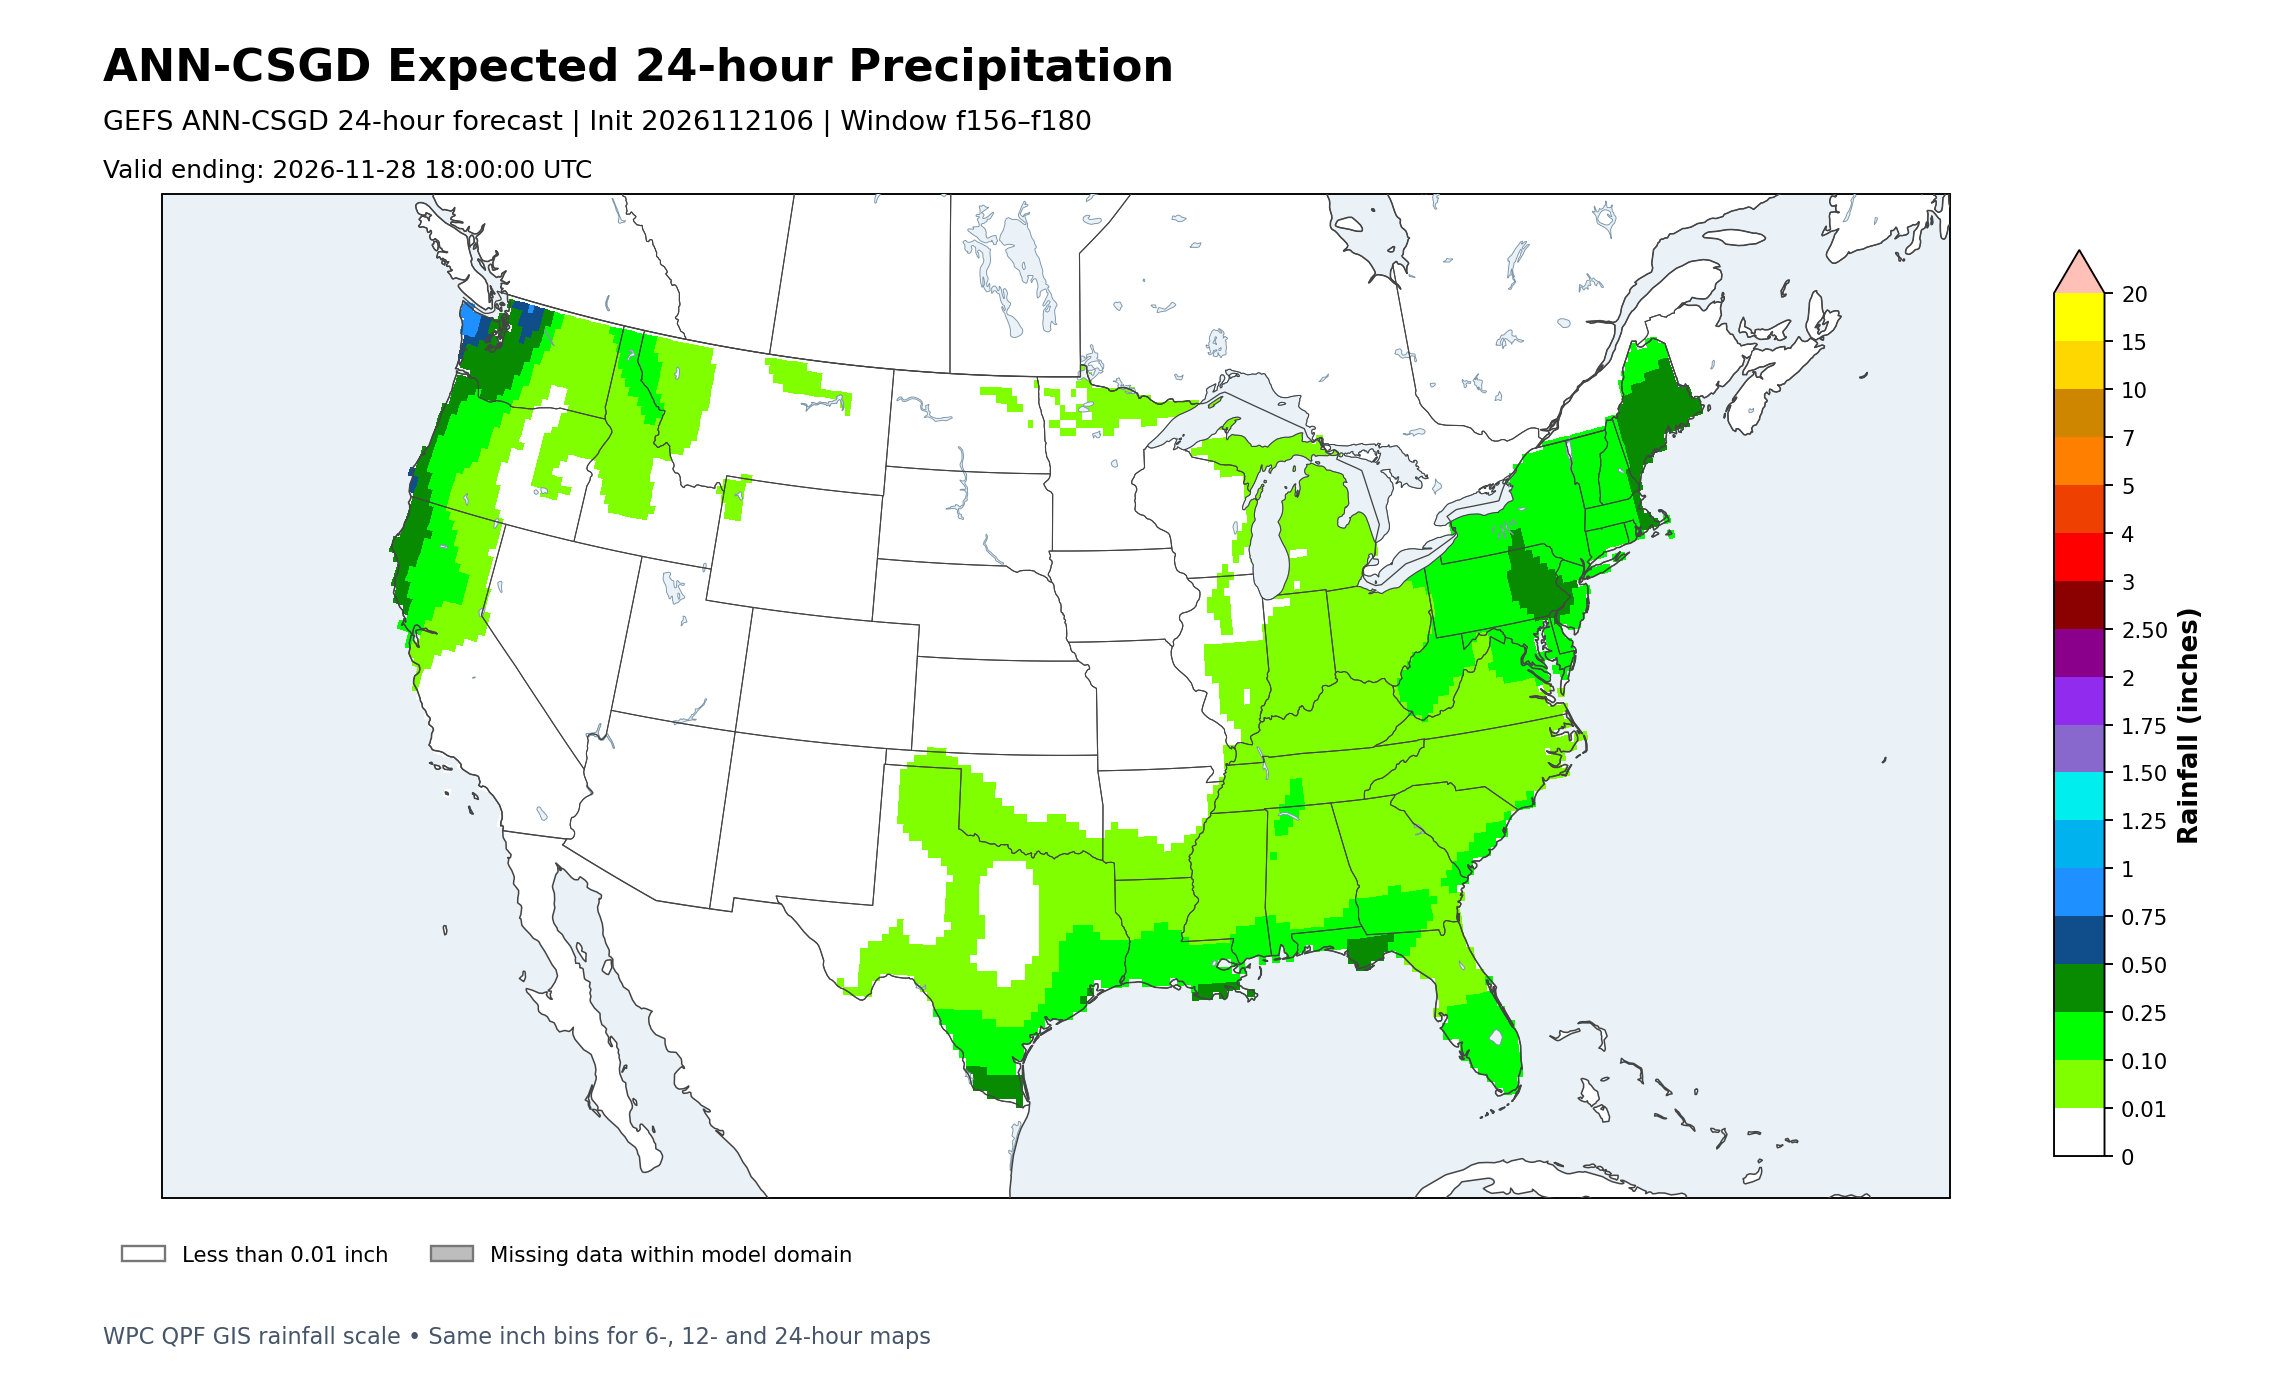 ANN-CSGD Expected 24-hour Precipitation
GEFS ANN-CSGD 24-hour forecast | Init 2026112106 | Window f156–f180
Valid ending: 2026-11-28 18:00:00 UTC
20
15
10
7
5
4
3
2.50
2
1.75
1.50
1.25
1
0.75
0.50
0.25
0.10
0.01
0
Rainfall (inches)
Less than 0.01 inch
Missing data within model domain
WPC QPF GIS rainfall scale • Same inch bins for 6-, 12- and 24-hour maps